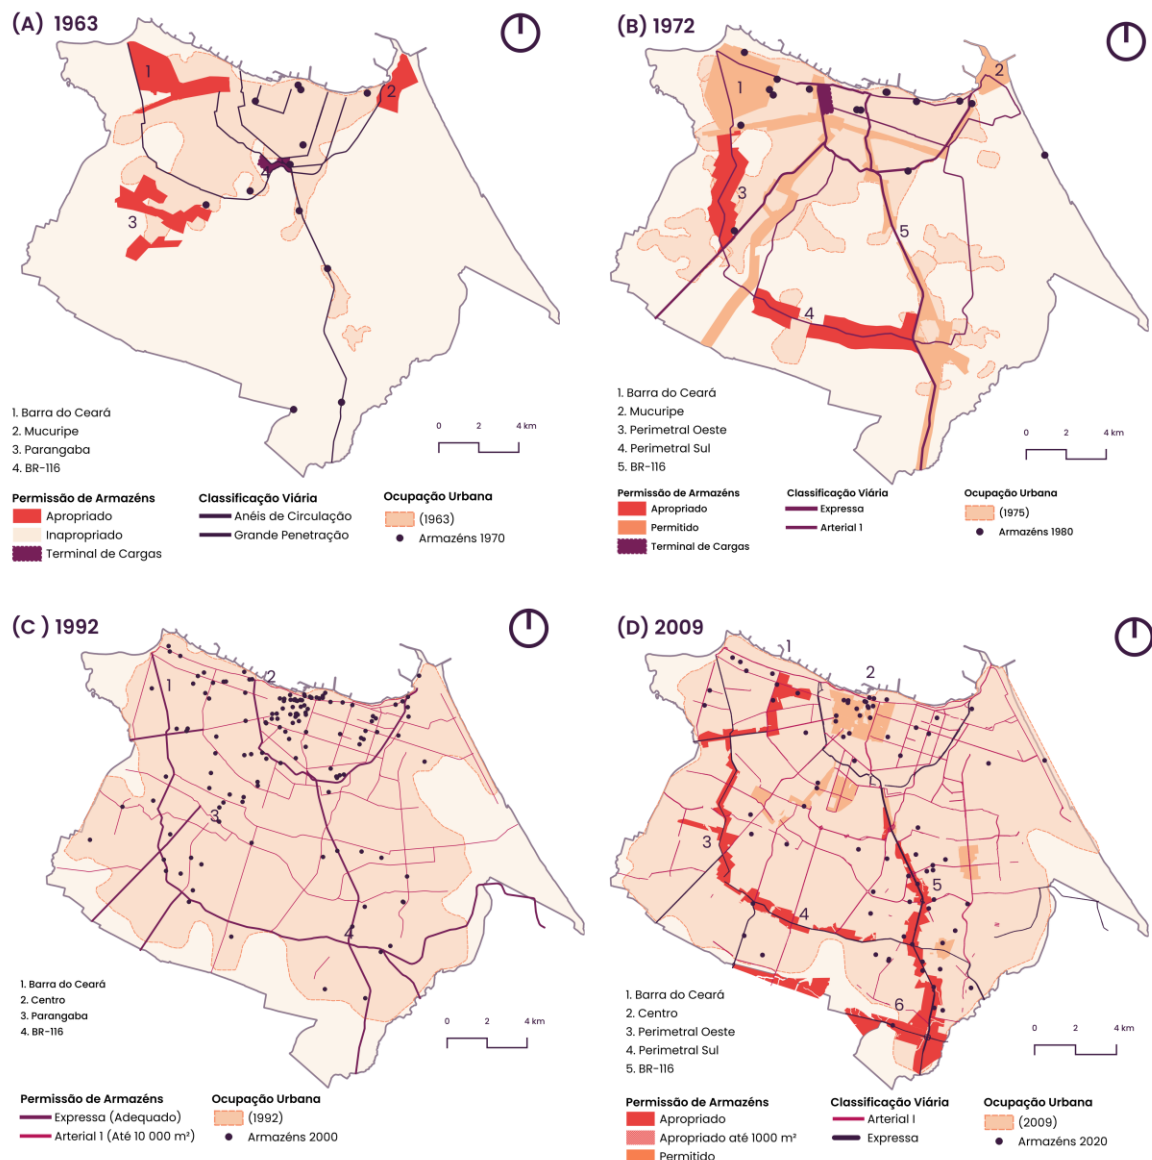 (A) 1963
1
2
3
4
1. Barra do Ceará
2. Mucuripe
3. Parangaba
4. BR-116
0 2 4 km
Permissão de Armazéns
Apropriado
Inapropriado
Terminal de Cargas
Classificação Viária
Anéis de Circulação
Grande Penetração
Ocupação Urbana
(1963)
Armazéns 1970
(B) 1972
1
2
3
5
4
1. Barra do Ceará
2. Mucuripe
3. Perimetral Oeste
4. Perimetral Sul
5. BR-116
0 2 4 km
Permissão de Armazéns
Apropriado
Permitido
Terminal de Cargas
Classificação Viária
Expressa
Arterial 1
Ocupação Urbana
(1975)
Armazéns 1980
(C ) 1992
2
1
3
4
1. Barra do Ceará
2. Centro
3. Parangaba
4. BR-116
0 2 4 km
Permissão de Armazéns
Expressa (Adequado)
Arterial 1 (Até 10 000 m²)
Ocupação Urbana
(1992)
Armazéns 2000
(D) 2009
1
2
3
5
4
6
1. Barra do Ceará
2. Centro
3. Perimetral Oeste
4. Perimetral Sul
5. BR-116
0 2 4 km
Permissão de Armazéns
Apropriado
Apropriado até 1000 m²
Permitido
Classificação Viária
Arterial I
Expressa
Ocupação Urbana
(2009)
Armazéns 2020